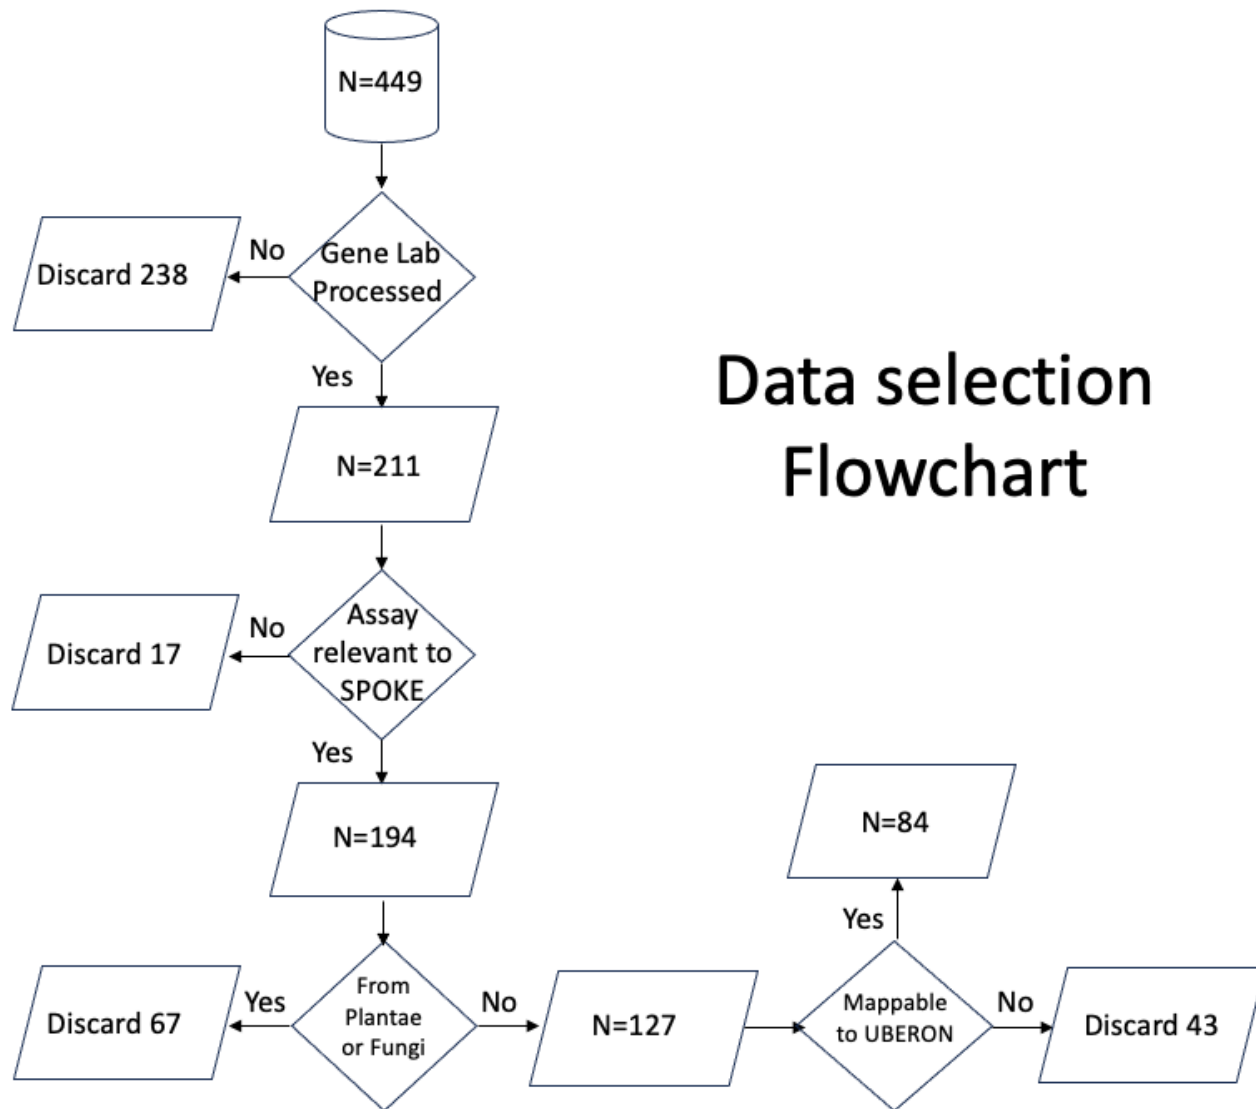 N=449
No
Gene Lab
Processed
Discard 238
Yes
Data selection
Flowchart
N=211
No
Assay
relevant to
SPOKE
Discard 17
Yes
N=194
N=84
Yes
From
Plantae
or Fungi
Yes
No
Discard 67
N=127
Mappable
to UBERON
No
Discard 43